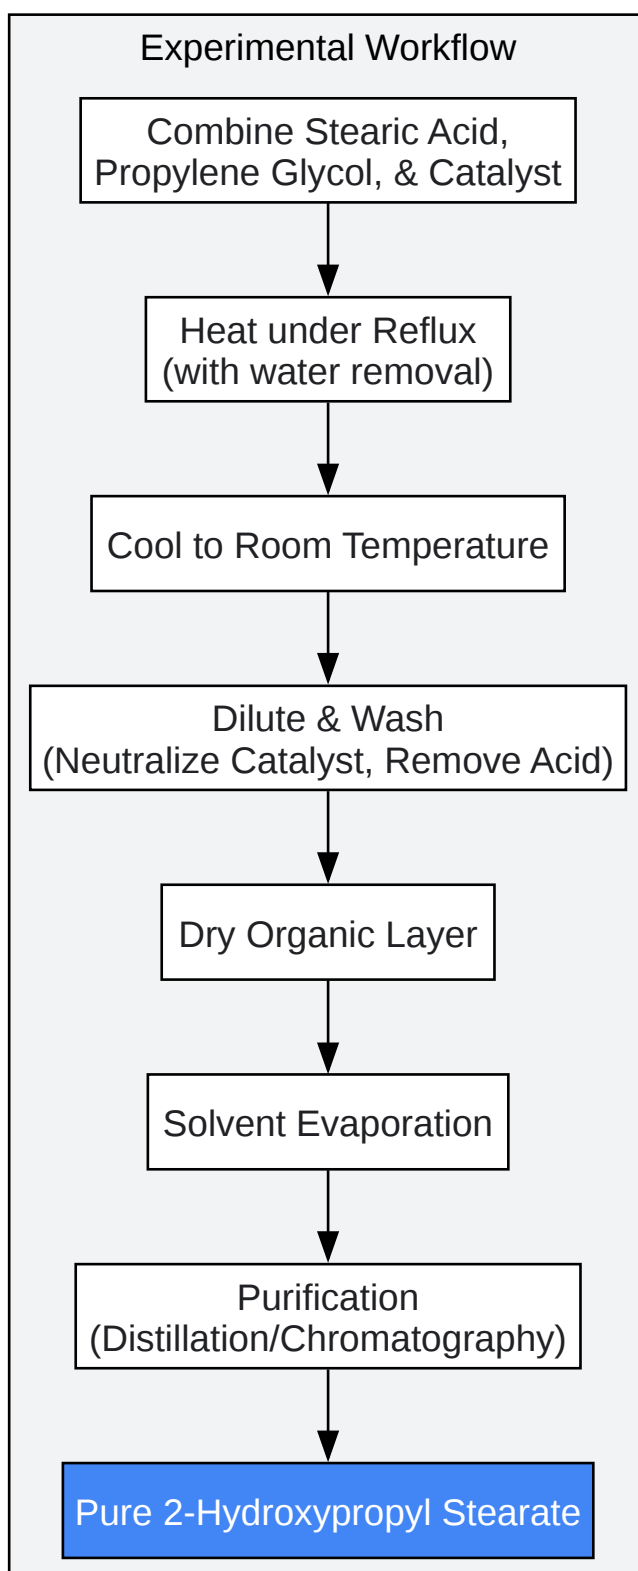 Experimental Workflow
Combine Stearic Acid,
Propylene Glycol, & Catalyst
Heat under Reflux
(with water removal)
Cool to Room Temperature
Dilute & Wash
(Neutralize Catalyst, Remove Acid)
Dry Organic Layer
Solvent Evaporation
Purification
(Distillation/Chromatography)
Pure 2-Hydroxypropyl Stearate